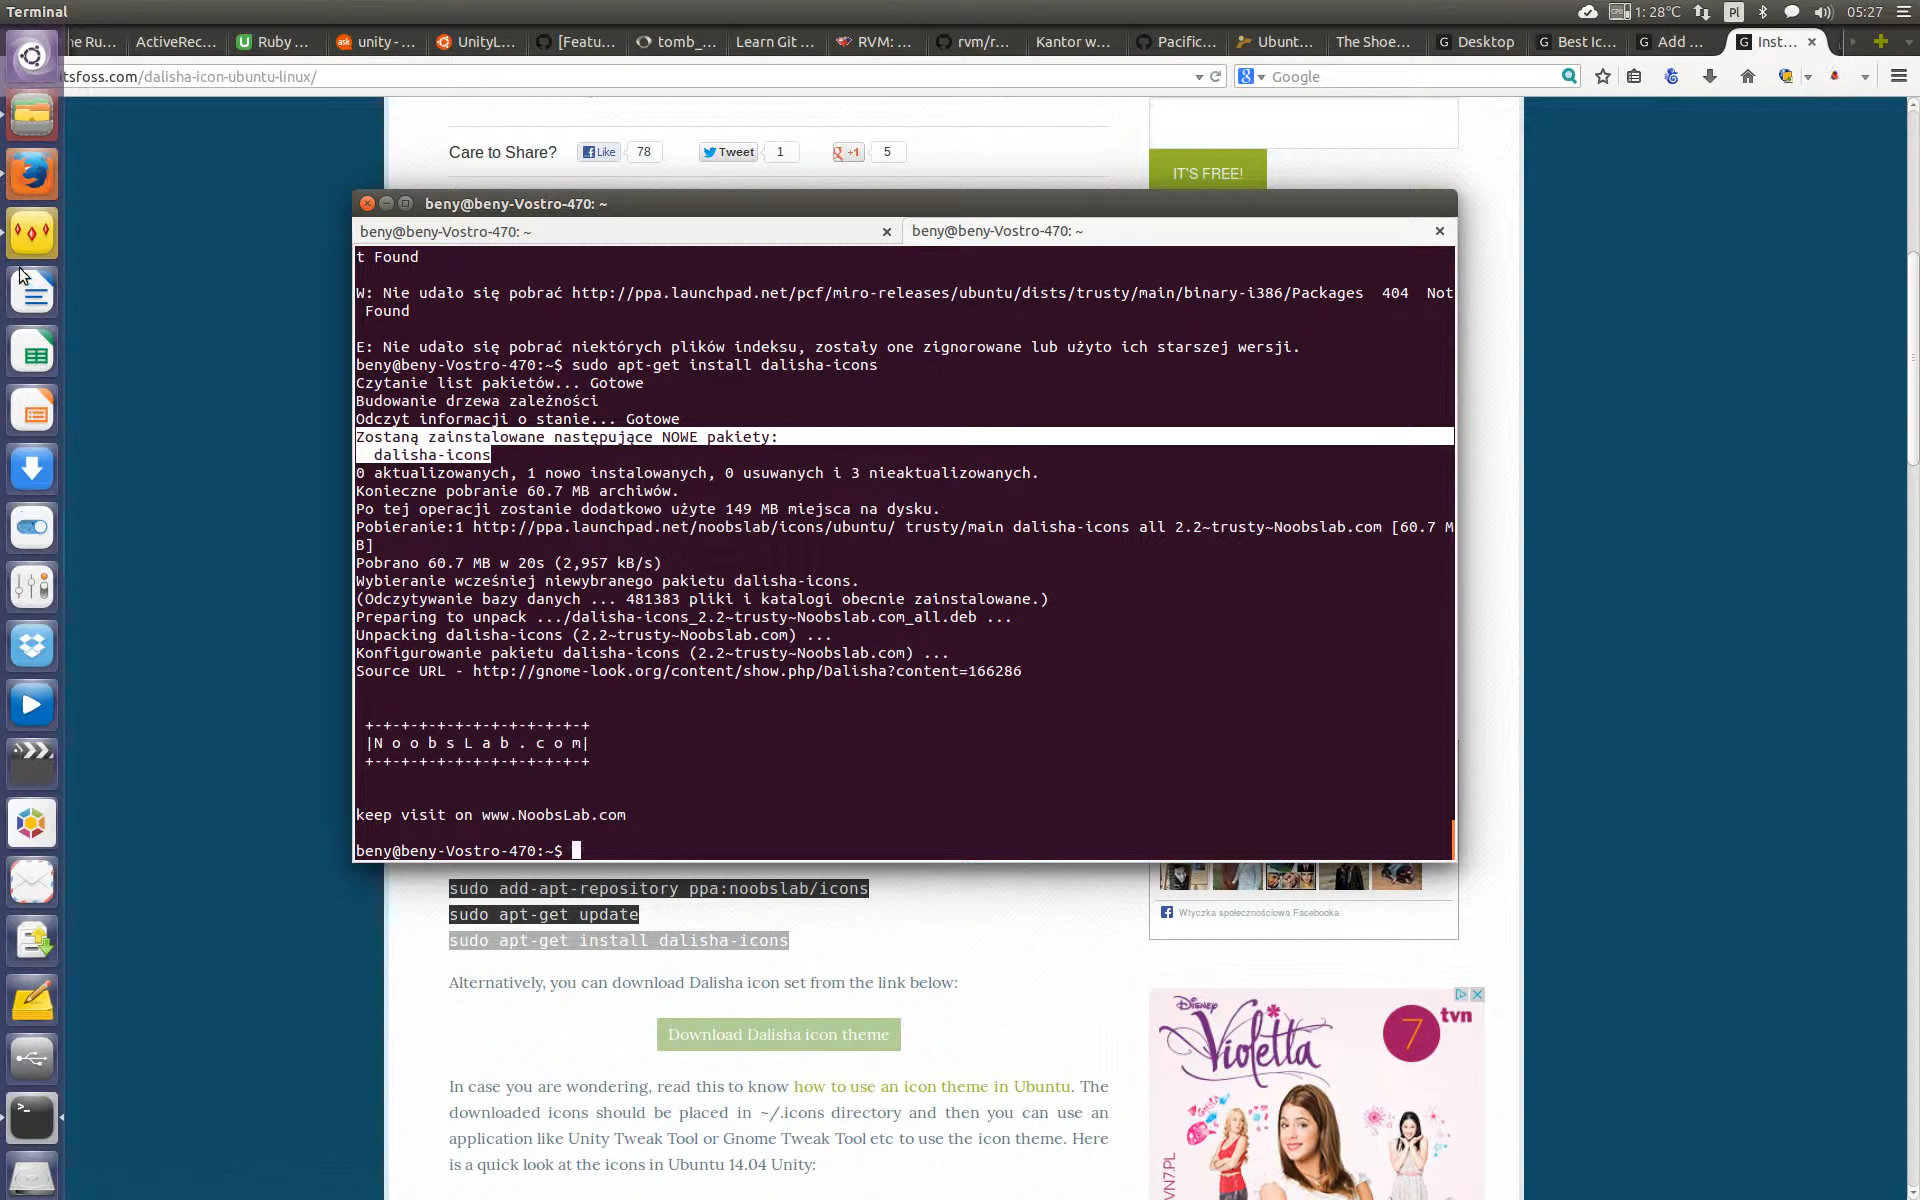 Terminal
1: 28°C
Pl
05:27
he Ru...
ActiveRec...
Ruby ...
unity - ...
UnityL...
[Featu...
tomb_...
Learn Git ...
RVM: ...
rvm/r...
Kantor w...
Pacific...
Ubunt...
The Shoe...
Desktop
Best Ic...
Add ...
Inst...
tsfoss.com/dalisha-icon-ubuntu-linux/
Google
Care to Share?
Like
78
Tweet
1
+1
5
IT'S FREE!
beny@beny-Vostro-470: ~
beny@beny-Vostro-470: ~
beny@beny-Vostro-470: ~
t Found
W: Nie udało się pobrać http://ppa.launchpad.net/pcf/miro-releases/ubuntu/dists/trusty/main/binary-i386/Packages  404  Not
Found
E: Nie udało się pobrać niektórych plików indeksu, zostały one zignorowane lub użyto ich starszej wersji.
beny@beny-Vostro-470:~$ sudo apt-get install dalisha-icons
Czytanie list pakietów... Gotowe
Budowanie drzewa zależności
Odczyt informacji o stanie... Gotowe
Zostaną zainstalowane następujące NOWE pakiety:
dalisha-icons
0 aktualizowanych, 1 nowo instalowanych, 0 usuwanych i 3 nieaktualizowanych.
Konieczne pobranie 60.7 MB archiwów.
Po tej operacji zostanie dodatkowo użyte 149 MB miejsca na dysku.
Pobieranie:1 http://ppa.launchpad.net/noobslab/icons/ubuntu/ trusty/main dalisha-icons all 2.2~trusty~Noobslab.com [60.7 M
B]
Pobrano 60.7 MB w 20s (2,957 kB/s)
Wybieranie wcześniej niewybranego pakietu dalisha-icons.
(Odczytywanie bazy danych ... 481383 pliki i katalogi obecnie zainstalowane.)
Preparing to unpack .../dalisha-icons_2.2~trusty~Noobslab.com_all.deb ...
Unpacking dalisha-icons (2.2~trusty~Noobslab.com) ...
Konfigurowanie pakietu dalisha-icons (2.2~trusty~Noobslab.com) ...
Source URL - http://gnome-look.org/content/show.php/Dalisha?content=166286
+-+-+-+-+-+-+-+-+-+-+-+-+
|N o o b s L a b . c o m|
+-+-+-+-+-+-+-+-+-+-+-+-+
keep visit on www.NoobsLab.com
beny@beny-Vostro-470:~$
sudo add-apt-repository ppa:noobslab/icons
sudo apt-get update
sudo apt-get install dalisha-icons
Wtyczka społecznościowa Facebooka
Alternatively, you can download Dalisha icon set from the link below:
Download Dalisha icon theme
In case you are wondering, read this to know how to use an icon theme in Ubuntu. The
downloaded icons should be placed in ~/.icons directory and then you can use an
application like Unity Tweak Tool or Gnome Tweak Tool etc to use the icon theme. Here
is a quick look at the icons in Ubuntu 14.04 Unity:
DISNEY
Violetta
7 tvn
VN7.PL